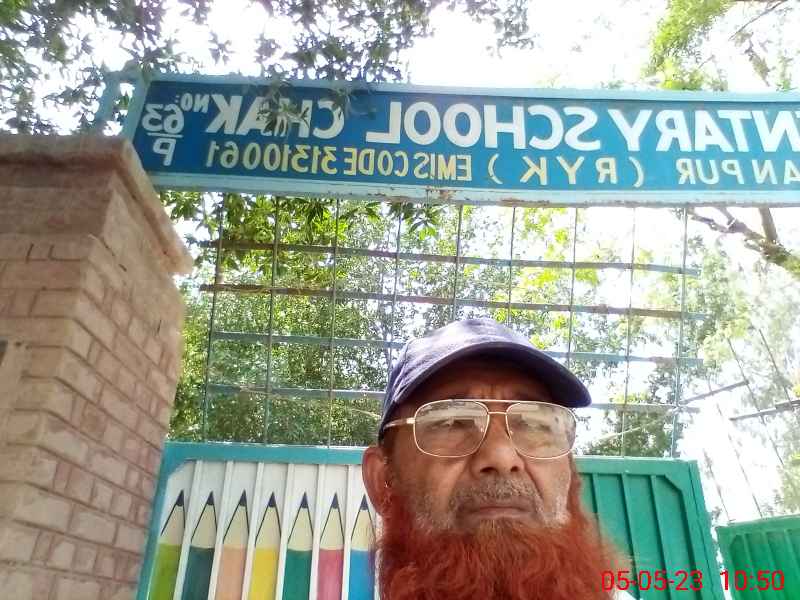 NTARY SCHOOL CHAK NO. 63/P
ANPUR ( RYK ) EMIS CODE 31310061
05-05-23 10:50